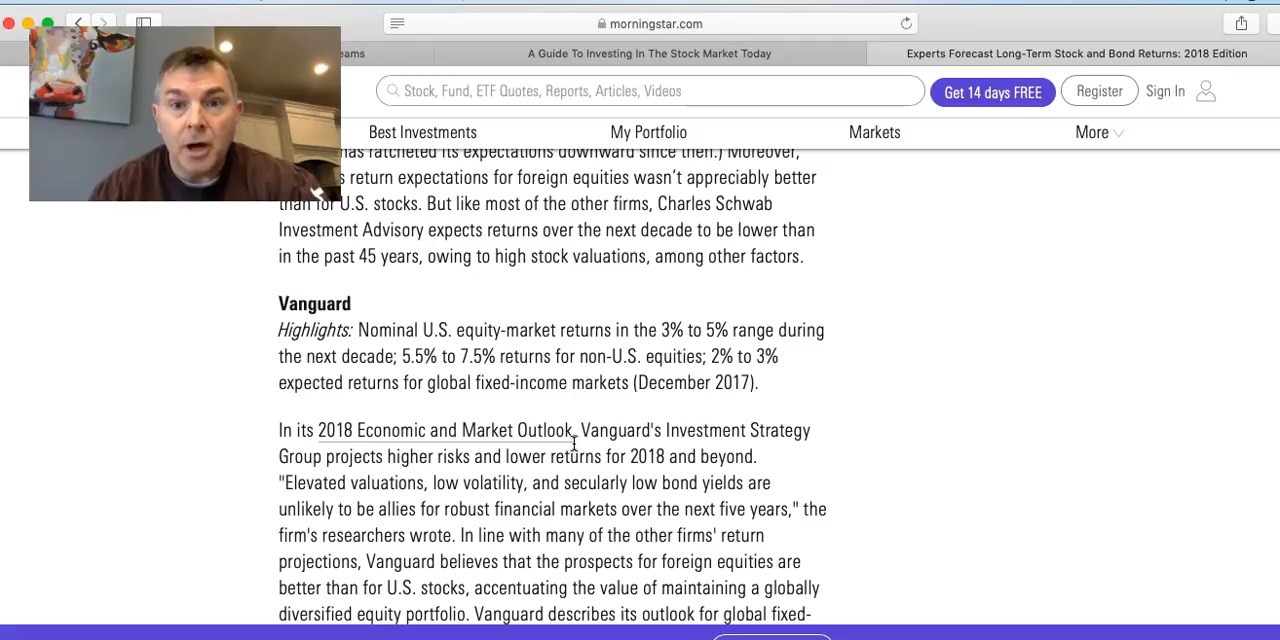 morningstar.com
eams
A Guide To Investing In The Stock Market Today
Experts Forecast Long-Term Stock and Bond Returns: 2018 Edition
Stock, Fund, ETF Quotes, Reports, Articles, Videos
Get 14 days FREE
Register
Sign In
Best Investments
My Portfolio
Markets
More
has ratcheted its expectations downward since then.) Moreover,
s return expectations for foreign equities wasn't appreciably better
than for U.S. stocks. But like most of the other firms, Charles Schwab
Investment Advisory expects returns over the next decade to be lower than
in the past 45 years, owing to high stock valuations, among other factors.
Vanguard
Highlights: Nominal U.S. equity-market returns in the 3% to 5% range during
the next decade; 5.5% to 7.5% returns for non-U.S. equities; 2% to 3%
expected returns for global fixed-income markets (December 2017).
In its 2018 Economic and Market Outlook, Vanguard's Investment Strategy
Group projects higher risks and lower returns for 2018 and beyond.
"Elevated valuations, low volatility, and secularly low bond yields are
unlikely to be allies for robust financial markets over the next five years," the
firm's researchers wrote. In line with many of the other firms' return
projections, Vanguard believes that the prospects for foreign equities are
better than for U.S. stocks, accentuating the value of maintaining a globally
diversified equity portfolio. Vanguard describes its outlook for global fixed-